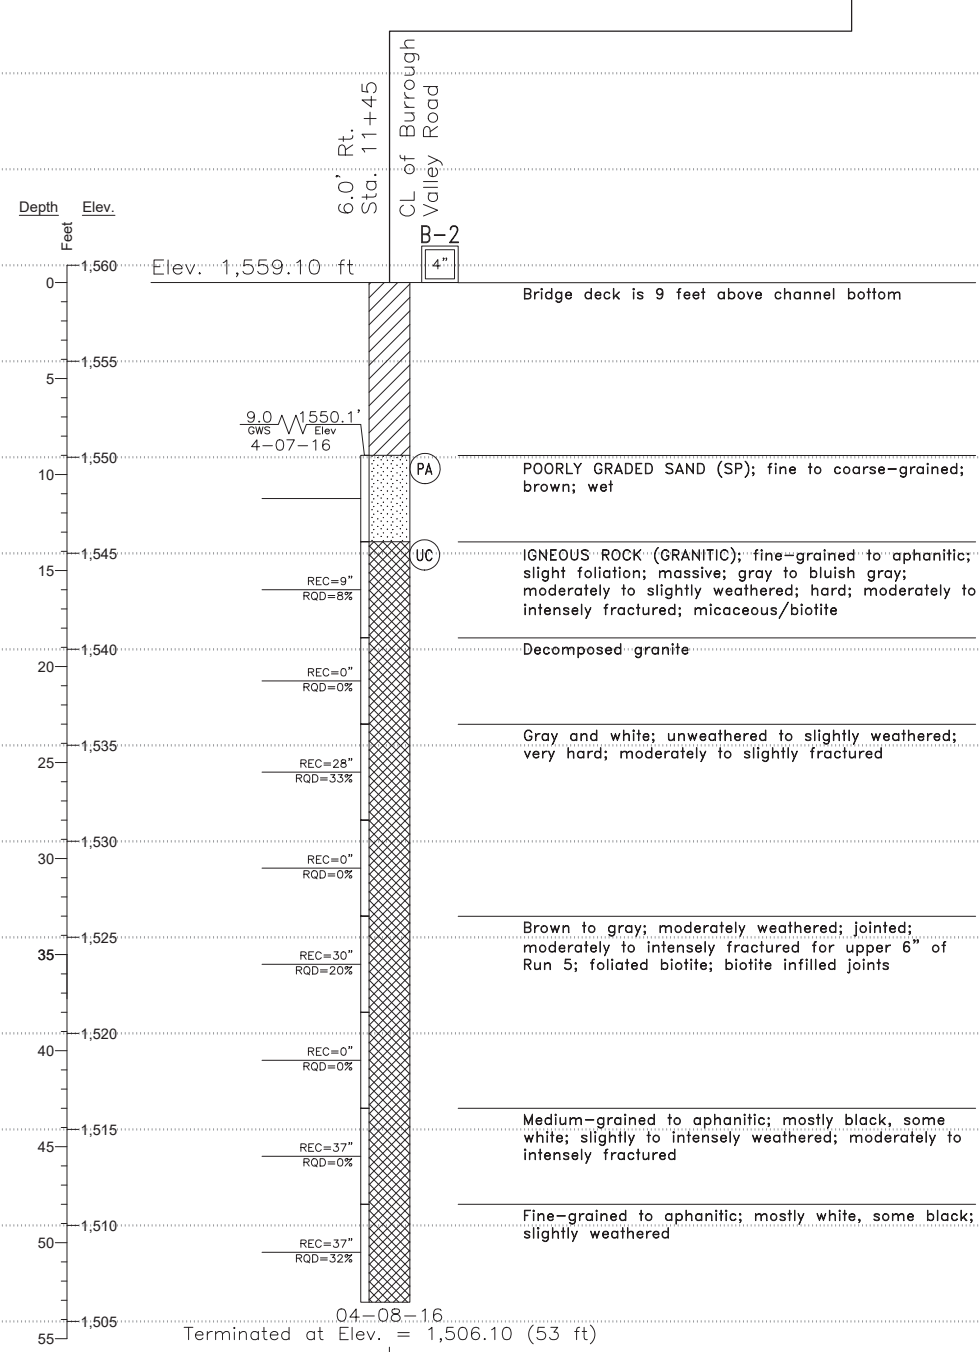 6.0' Rt.
Sta. 11+45
CL of Burrough
Valley Road
Depth Elev.
Feet
B-2
4"
1,560
Elev. 1,559.10 ft
0
Bridge deck is 9 feet above channel bottom
1,555
5
9.0 1550.1'
GWS Elev
4-07-16
1,550
10
PA
POORLY GRADED SAND (SP); fine to coarse-grained;
brown; wet
1,545
15
UC
IGNEOUS ROCK (GRANITIC); fine-grained to aphanitic;
slight foliation; massive; gray to bluish gray;
moderately to slightly weathered; hard; moderately to
intensely fractured; micaceous/biotite
REC=9"
RQD=8%
1,540
Decomposed granite
20
REC=0"
RQD=0%
1,535
Gray and white; unweathered to slightly weathered;
very hard; moderately to slightly fractured
25
REC=28"
RQD=33%
1,530
30
REC=0"
RQD=0%
1,525
Brown to gray; moderately weathered; jointed;
moderately to intensely fractured for upper 6" of
Run 5; foliated biotite; biotite infilled joints
35
REC=30"
RQD=20%
1,520
40
REC=0"
RQD=0%
1,515
Medium-grained to aphanitic; mostly black, some
white; slightly to intensely weathered; moderately to
intensely fractured
45
REC=37"
RQD=0%
1,510
Fine-grained to aphanitic; mostly white, some black;
slightly weathered
50
REC=37"
RQD=32%
1,505
04-08-16
55
Terminated at Elev. = 1,506.10 (53 ft)